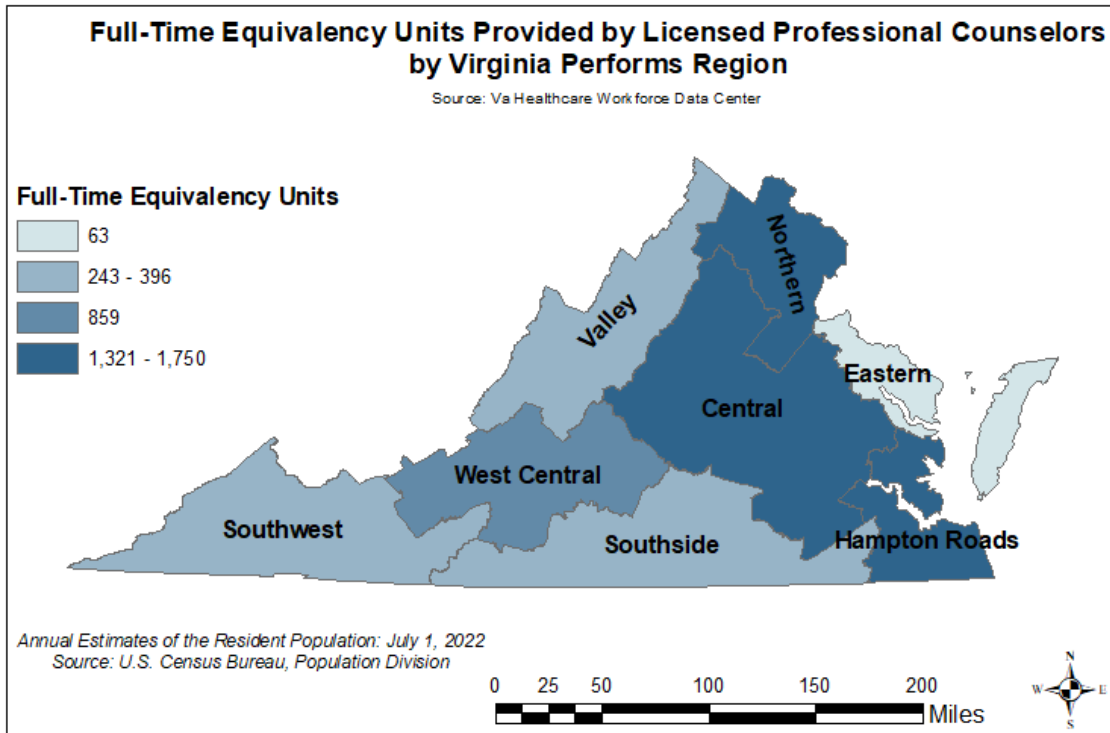 Full-Time Equivalency Units Provided by Licensed Professional Counselors
by Virginia Performs Region
Source: Va Healthcare Workforce Data Center
Full-Time Equivalency Units
63
243 - 396
859
1,321 - 1,750
Northern
Valley
Eastern
Central
West Central
Southwest
Southside
Hampton Roads
Annual Estimates of the Resident Population: July 1, 2022
Source: U.S. Census Bureau, Population Division
0 25 50 100 150 200
Miles
N
W E
S